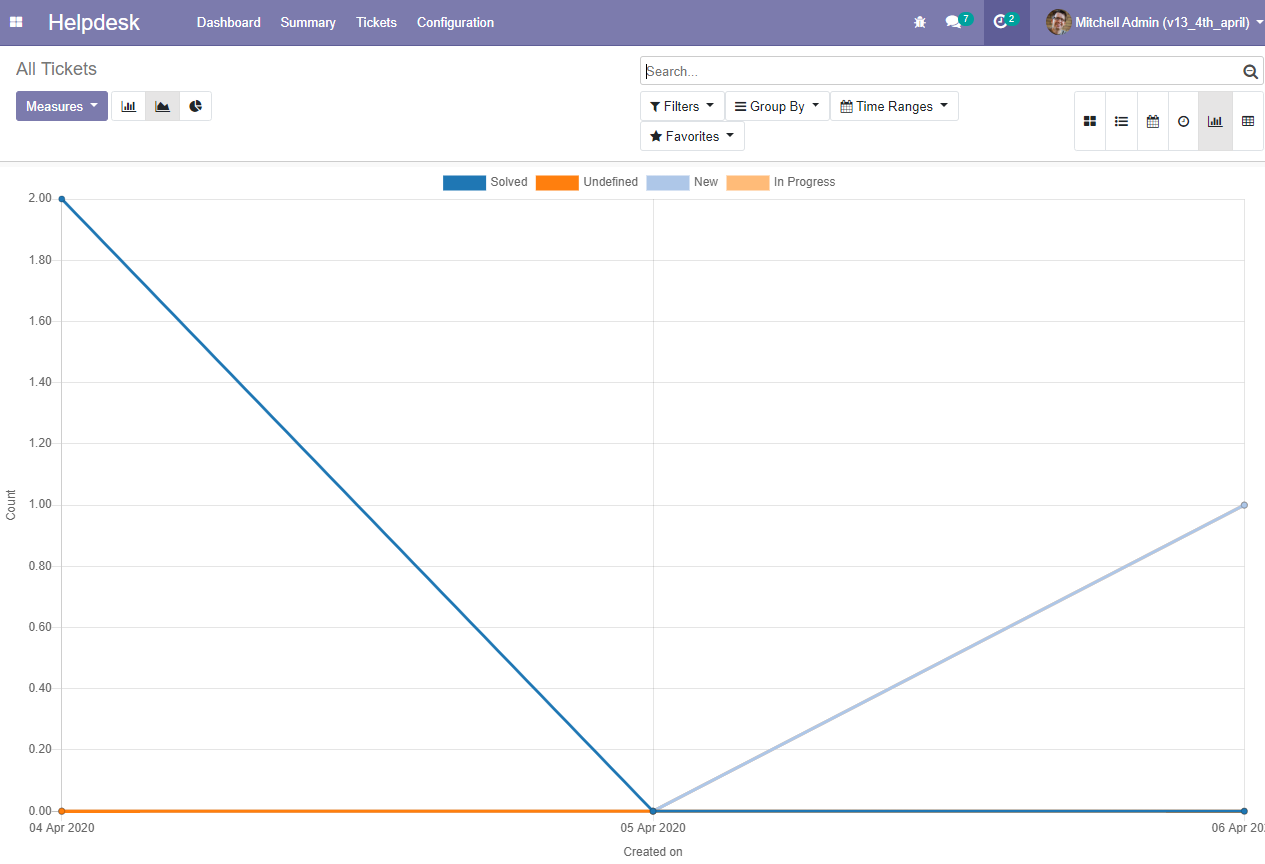 Helpdesk Dashboard Summary Tickets Configuration 7 2 Mitchell Admin (v13_4th_april)
All Tickets
Search...
Measures
Filters Group By Time Ranges
Favorites
Solved Undefined New In Progress
2.00
1.80
1.60
1.40
1.20
1.00
Count
0.80
0.60
0.40
0.20
0.00
04 Apr 2020 05 Apr 2020 06 Apr 202
Created on